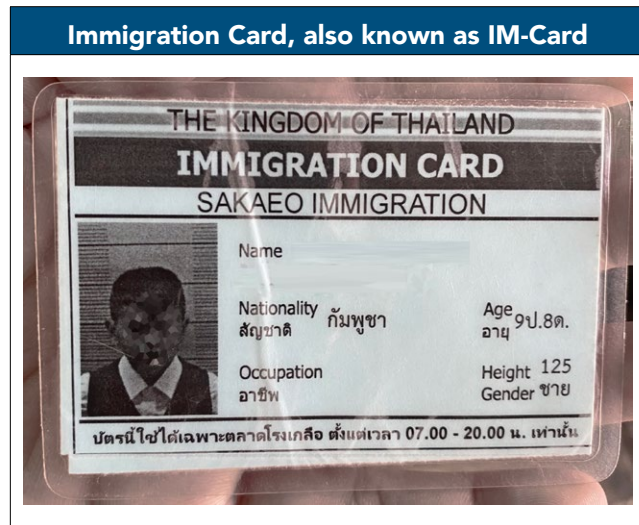 Immigration Card, also known as IM-Card
THE KINGDOM OF THAILAND
IMMIGRATION CARD
SAKAEO IMMIGRATION
Name
Nationality กัมพูชา Age 9ป.8ด.
สัญชาติ อายุ
Occupation Height 125
อาชีพ Gender ชาย
บัตรนี้ใช้ได้เฉพาะตลาดโรงเกลือ ตั้งแต่เวลา 07.00 - 20.00 น. เท่านั้น